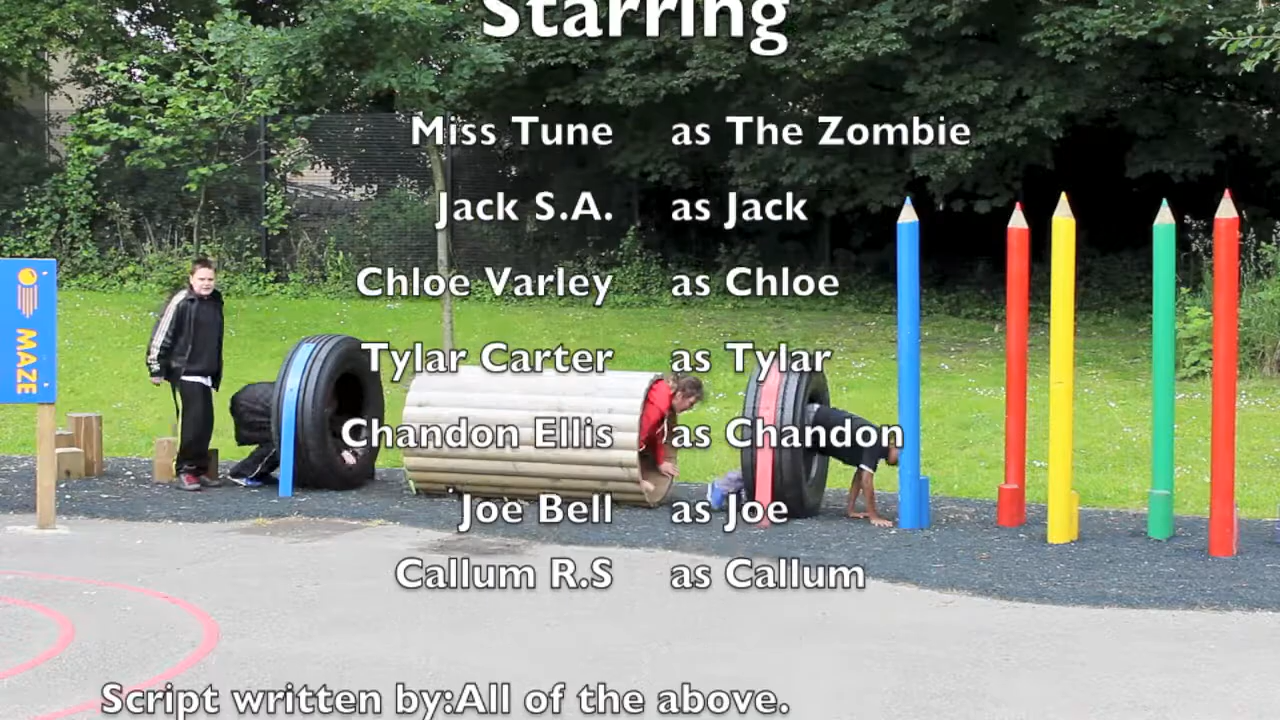 Starring
Miss Tune as The Zombie
Jack S.A. as Jack
Chloe Varley as Chloe
Tylar Carter as Tylar
Chandon Ellis as Chandon
Joe Bell as Joe
Callum R.S as Callum
MAZE
Script written by:All of the above.